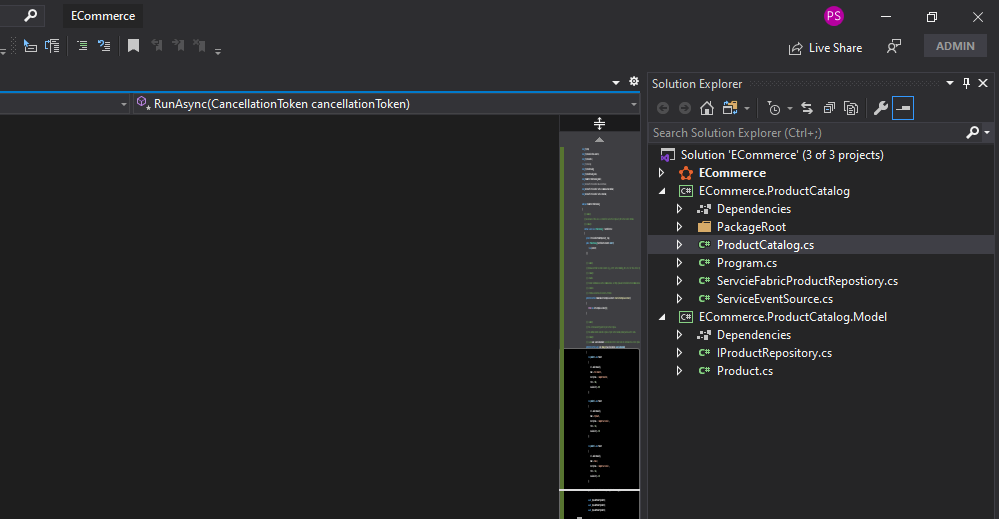 ECommerce
PS
Live Share
ADMIN
RunAsync(CancellationToken cancellationToken)
Solution Explorer
Search Solution Explorer (Ctrl+;)
Solution 'ECommerce' (3 of 3 projects)
ECommerce
C# ECommerce.ProductCatalog
Dependencies
PackageRoot
C# ProductCatalog.cs
C# Program.cs
C# ServcieFabricProductRepostiory.cs
C# ServiceEventSource.cs
C# ECommerce.ProductCatalog.Model
Dependencies
C# IProductRepository.cs
C# Product.cs